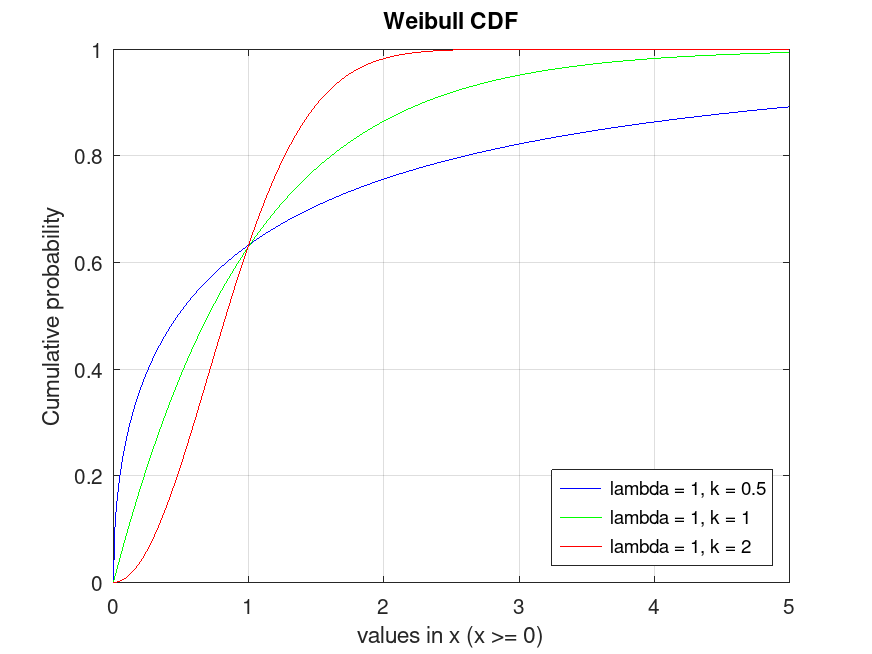 Weibull CDF
1
0.8
0.6
0.4
0.2
0
Cumulative probability
lambda = 1, k = 0.5
lambda = 1, k = 1
lambda = 1, k = 2
0 1 2 3 4 5
values in x (x >= 0)